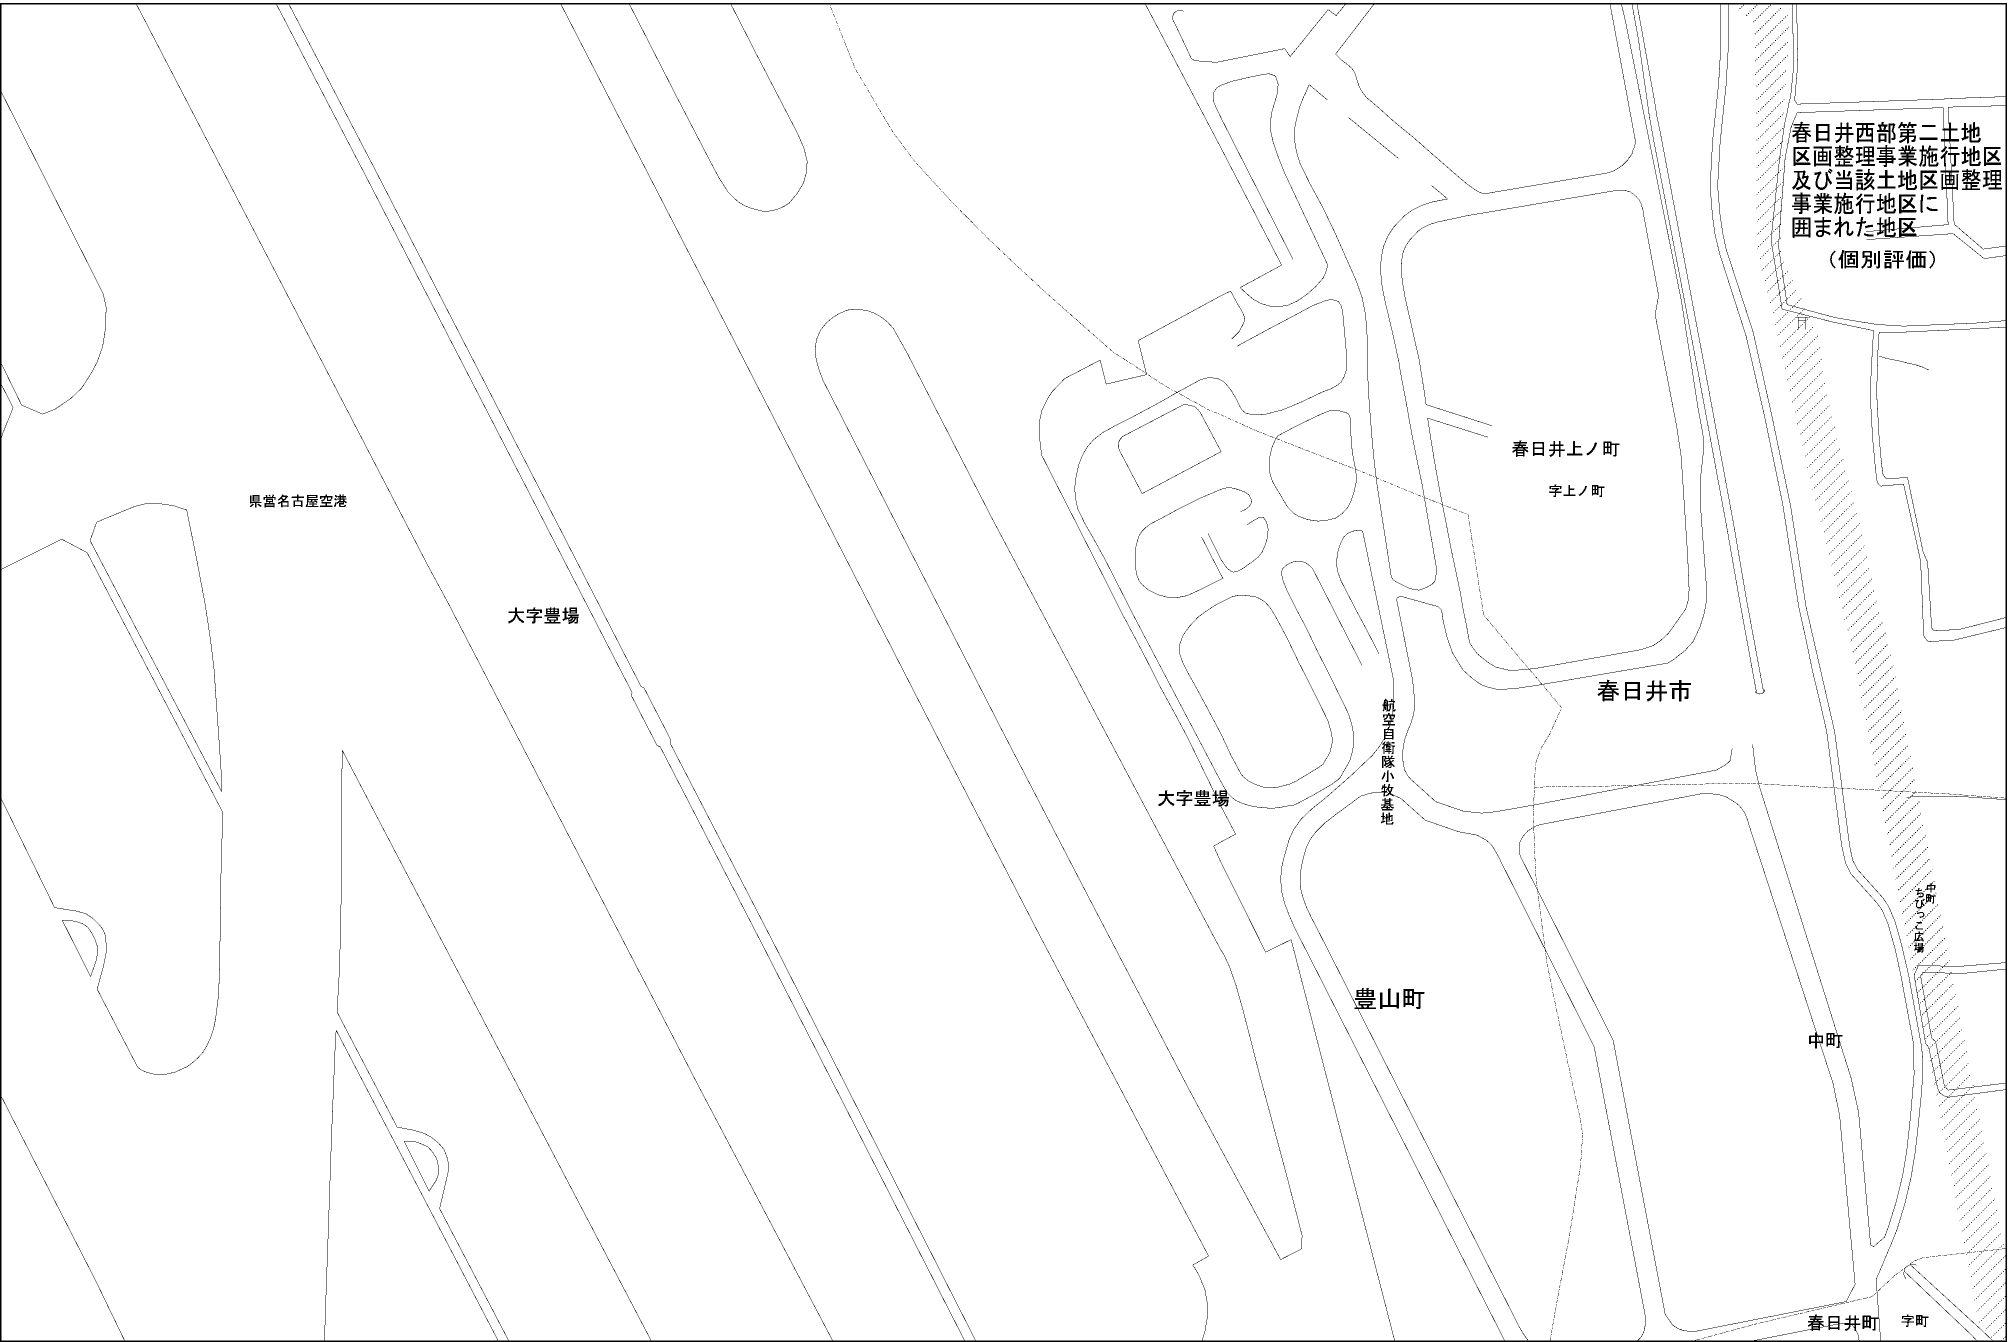 春日井西部第二土地
区画整理事業施行地区
及び当該土地区画整理
事業施行地区に
囲まれた地区
（個別評価）
春日井上ノ町
字上ノ町
県営名古屋空港
大字豊場
春日井市
航空自衛隊小牧基地
大字豊場
中町
ちびっこ広場
豊山町
中町
春日井町
字町